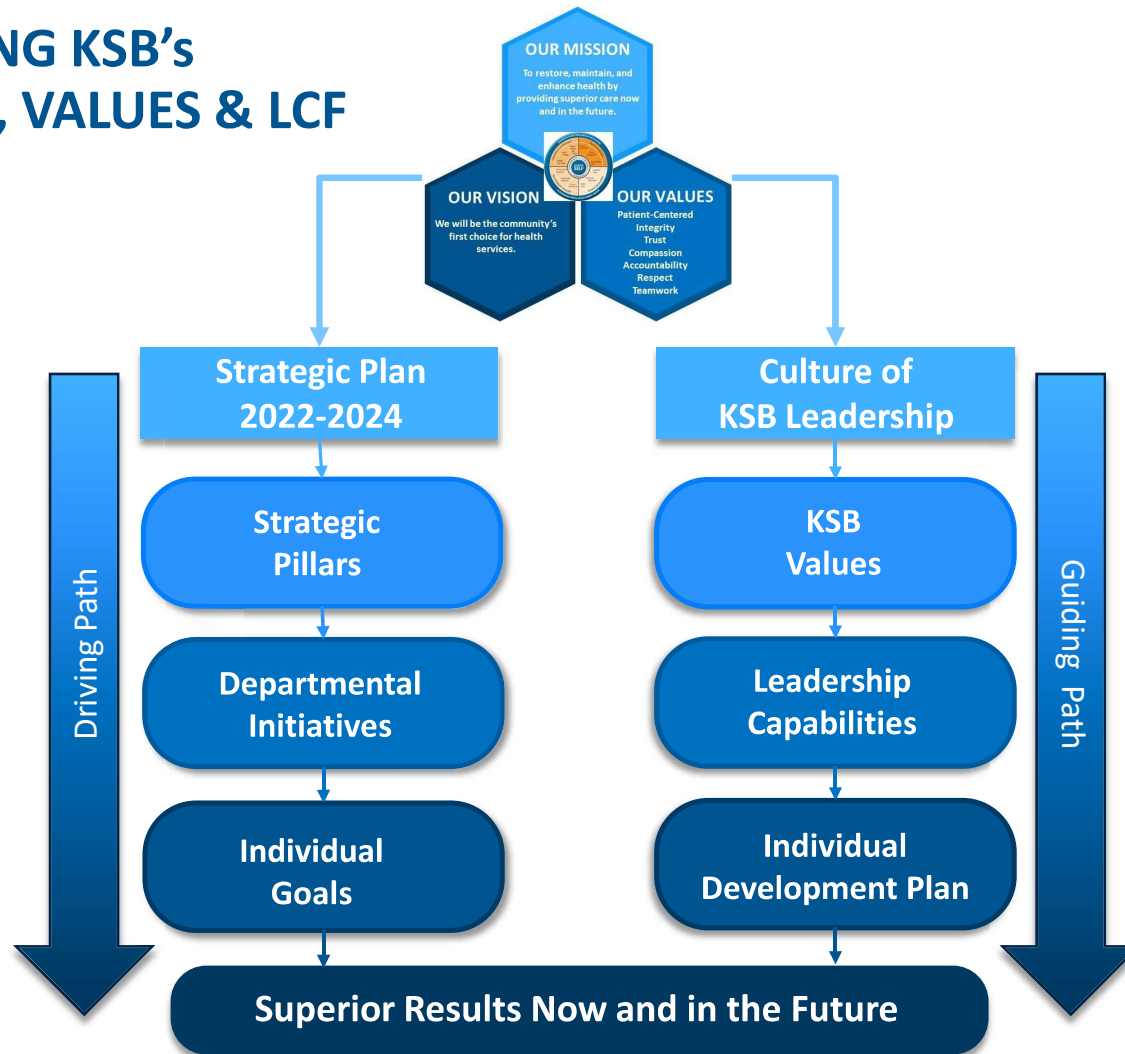 NG KSB's
, VALUES & LCF
OUR MISSION
To restore, maintain, and
enhance health by
providing superior care now
and in the future.
SELF
OUR VISION
We will be the community's
first choice for health
services.
OUR VALUES
Patient-Centered
Integrity
Trust
Compassion
Accountability
Respect
Teamwork
Strategic Plan
2022-2024
Culture of
KSB Leadership
Strategic
Pillars
KSB
Values
Departmental
Initiatives
Leadership
Capabilities
Individual
Goals
Individual
Development Plan
Driving Path
Guiding Path
Superior Results Now and in the Future